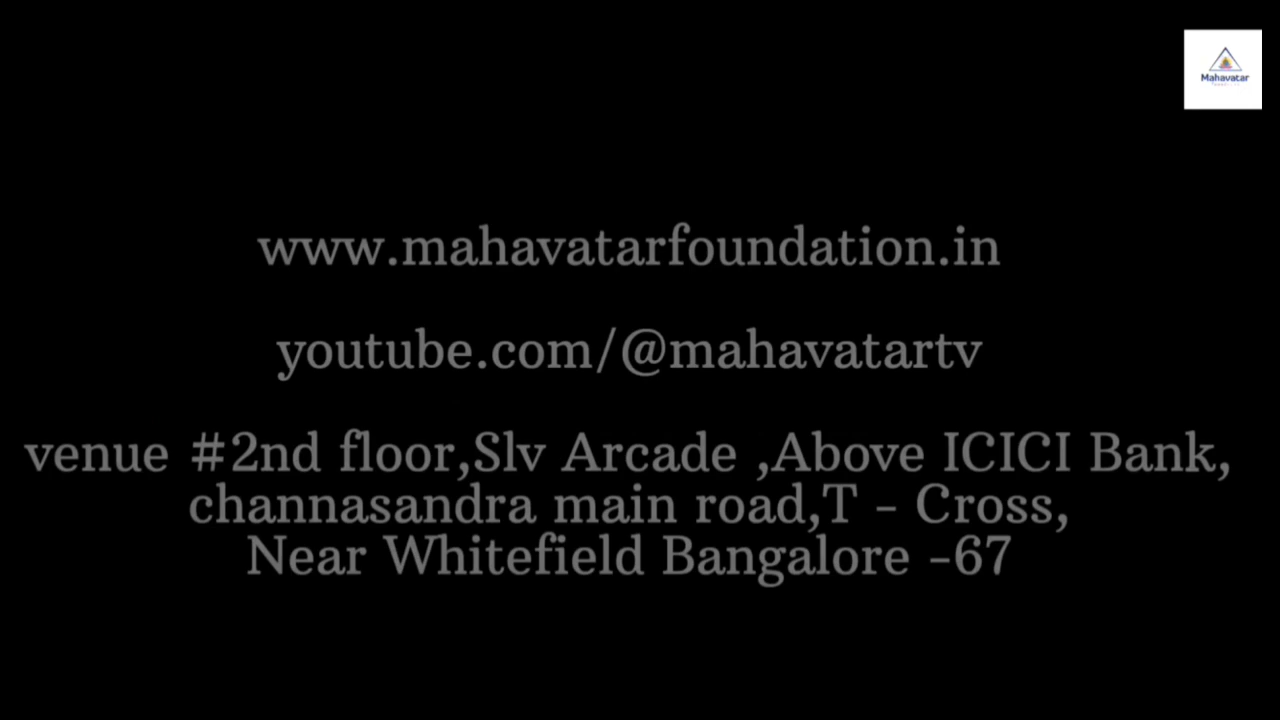 Mahavatar
www.mahavatarfoundation.in
youtube.com/@mahavatartv
venue #2nd floor,Slv Arcade ,Above ICICI Bank,
channasandra main road,T - Cross,
Near Whitefield Bangalore -67